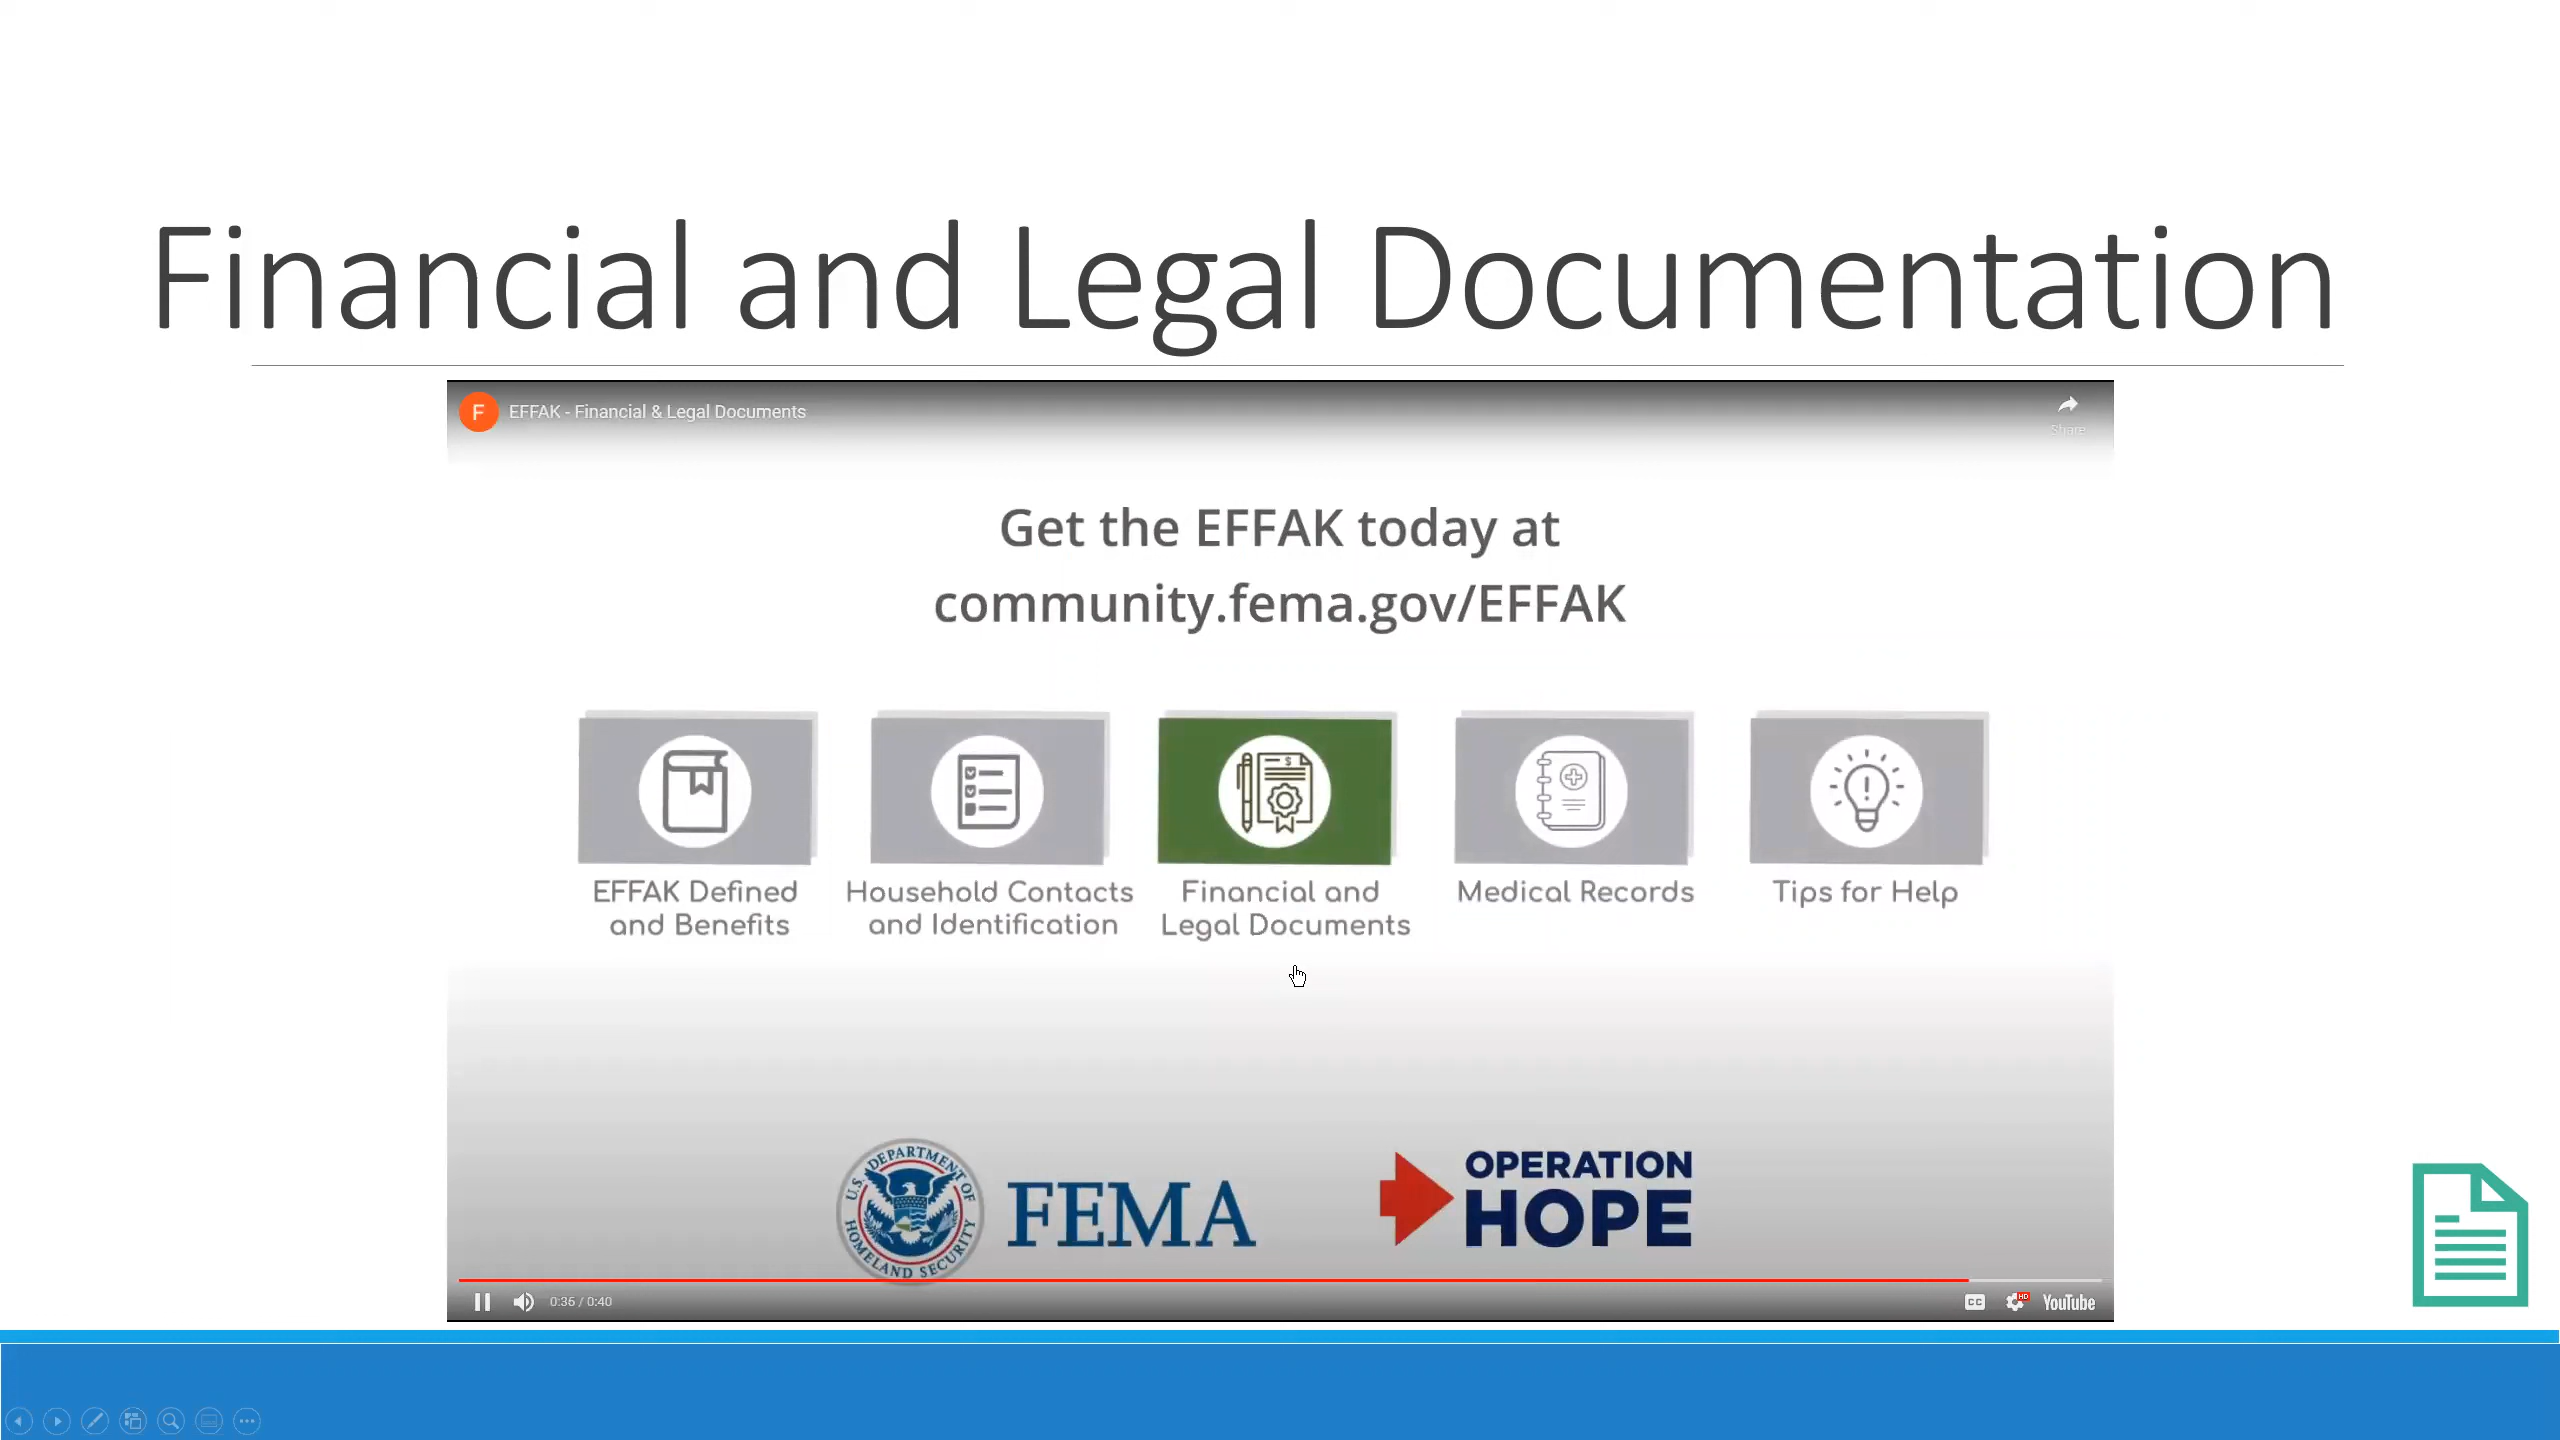 Financial and Legal Documentation
F
EFFAK - Financial & Legal Documents
Share
Get the EFFAK today at
community.fema.gov/EFFAK
EFFAK Defined
and Benefits
Household Contacts
and Identification
Financial and
Legal Documents
Medical Records
Tips for Help
U.S. DEPARTMENT OF
HOMELAND SECURITY
FEMA
OPERATION
HOPE
0:36 / 0:40
CC
HD
YouTube